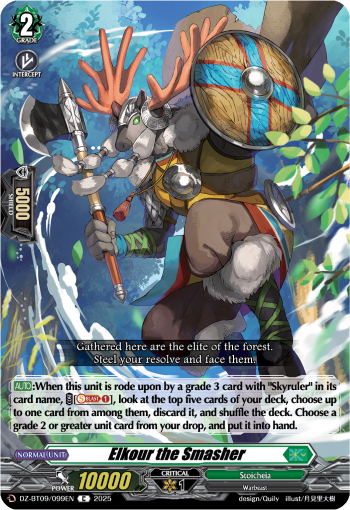 2
GRADE
INTERCEPT
5000
SHIELD
Gathered here are the elite of the forest.
Steel your resolve and face them.
AUTO:When this unit is rode upon by a grade 3 card with "Skyruler" in its
card name, [BLAST 1], look at the top five cards of your deck, choose up
to one card from among them, discard it, and shuffle the deck. Choose a
grade 2 or greater unit card from your drop, and put it into hand.
NORMAL UNIT
Elkour the Smasher
POWER
10000
CRITICAL
1
Stoicheia
Warbeast
D
DZ-BT09/099EN C 2025
design/Quily illust/月見里大樹